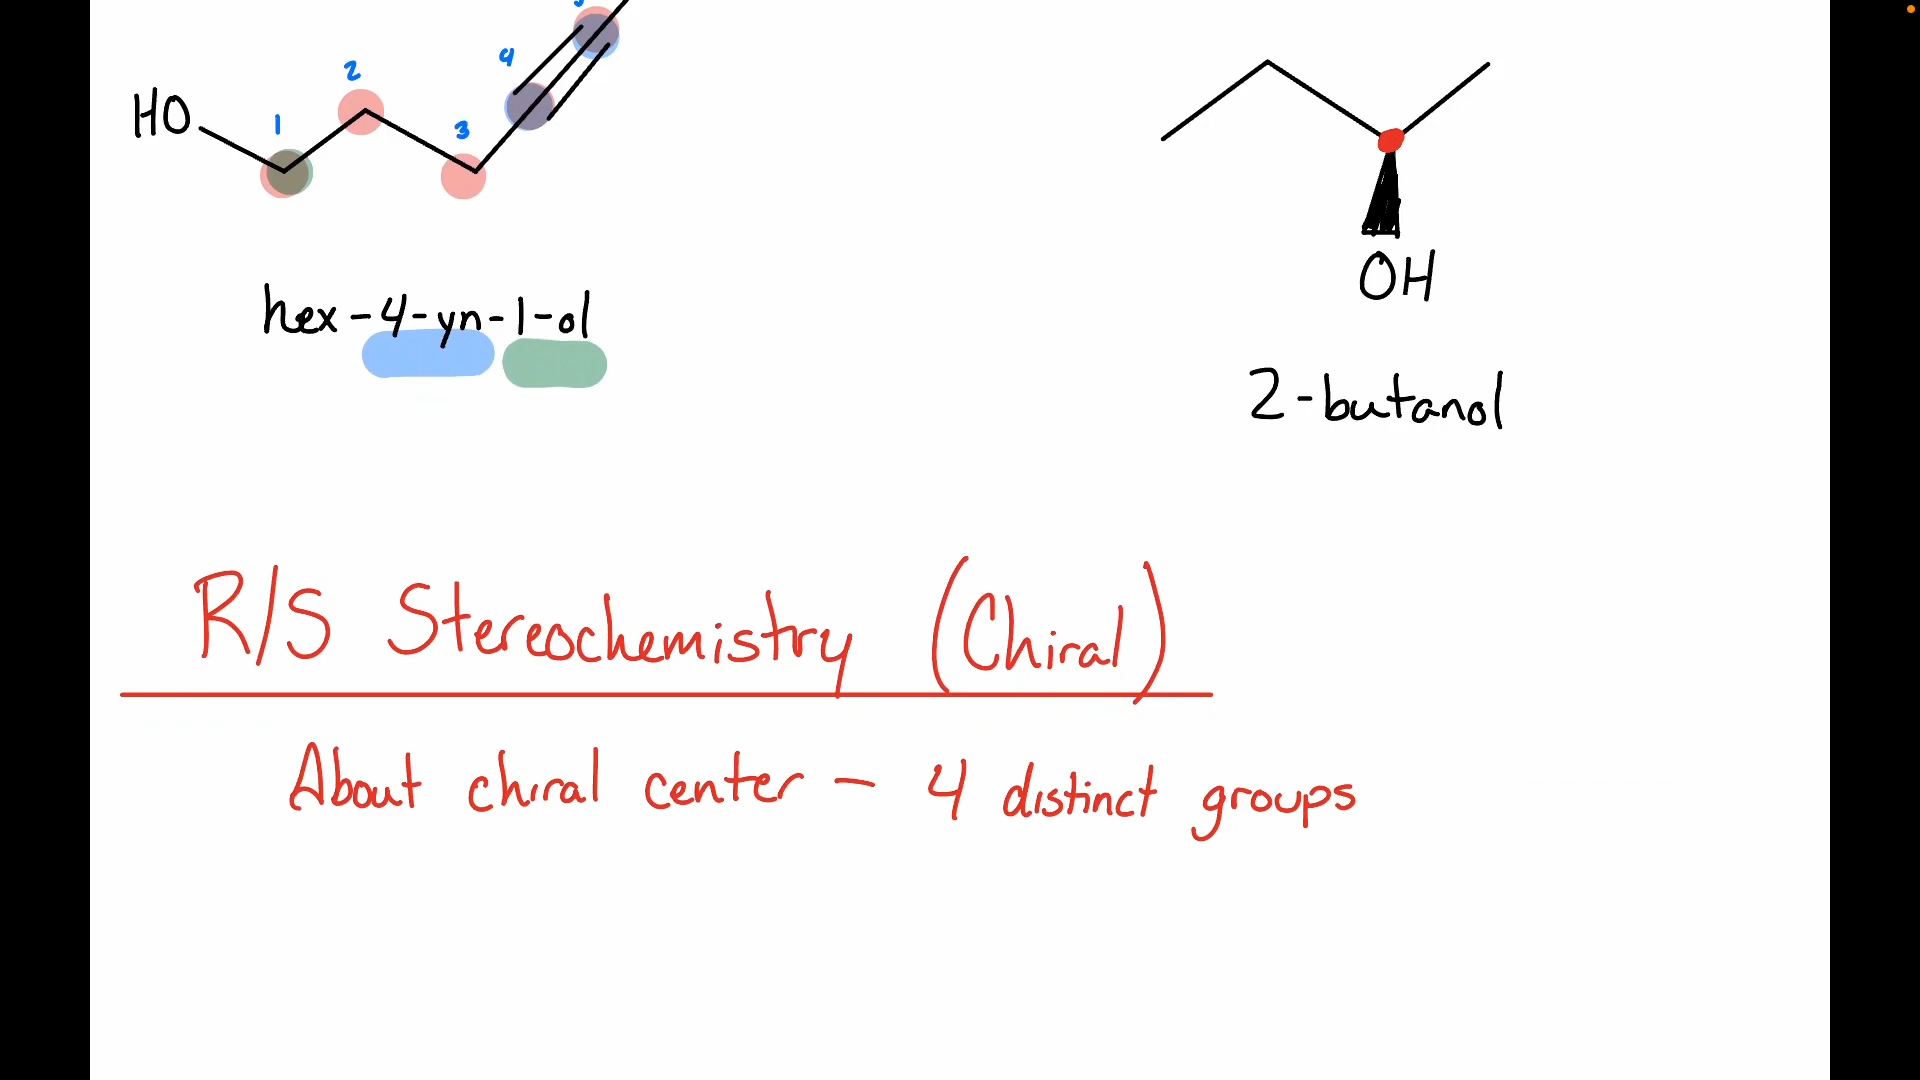 5
4
2
HO
1
3
hex-4-yn-1-ol
OH
2-butanol
R/S Stereochemistry (Chiral)
About chiral center - 4 distinct groups